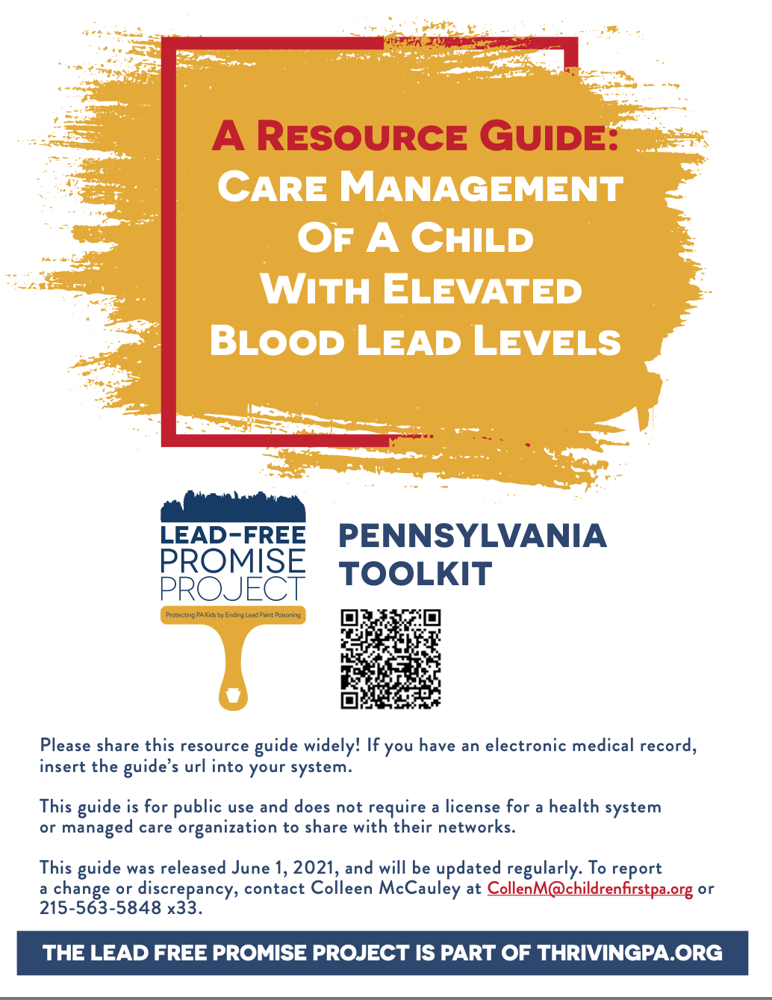 A RESOURCE GUIDE:
CARE MANAGEMENT
OF A CHILD
WITH ELEVATED
BLOOD LEAD LEVELS
LEAD-FREE
PROMISE
PROJECT
Protecting PA Kids by Ending Lead Paint Poisoning
PENNSYLVANIA
TOOLKIT
Please share this resource guide widely! If you have an electronic medical record,
insert the guide's url into your system.
This guide is for public use and does not require a license for a health system
or managed care organization to share with their networks.
This guide was released June 1, 2021, and will be updated regularly. To report
a change or discrepancy, contact Colleen McCauley at CollenM@childrenfirstpa.org or
215-563-5848 x33.
THE LEAD FREE PROMISE PROJECT IS PART OF THRIVINGPA.ORG